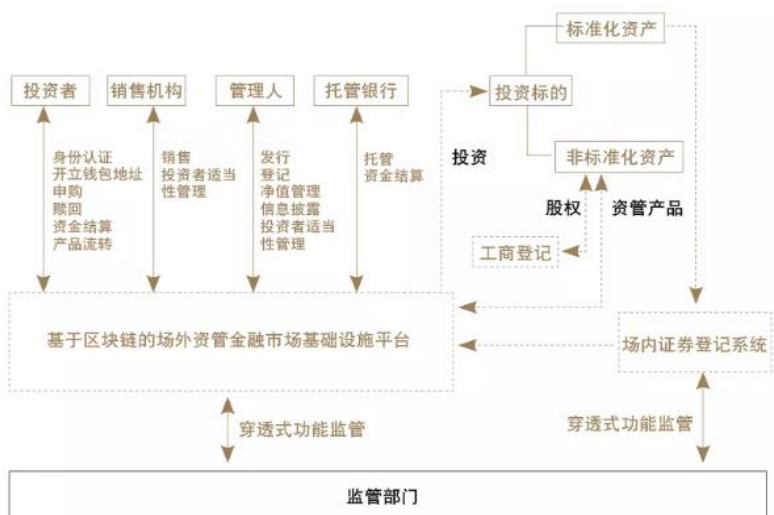 标准化资产
投资者
销售机构
管理人
托管银行
投资标的
身份认证
开立钱包地址
申购
赎回
资金结算
产品流转
销售
投资者适当
性管理
发行
登记
净值管理
信息披露
投资者适当
性管理
托管
资金结算
投资
非标准化资产
股权
资管产品
工商登记
基于区块链的场外资管金融市场基础设施平台
场内证券登记系统
穿透式功能监管
穿透式功能监管
监管部门